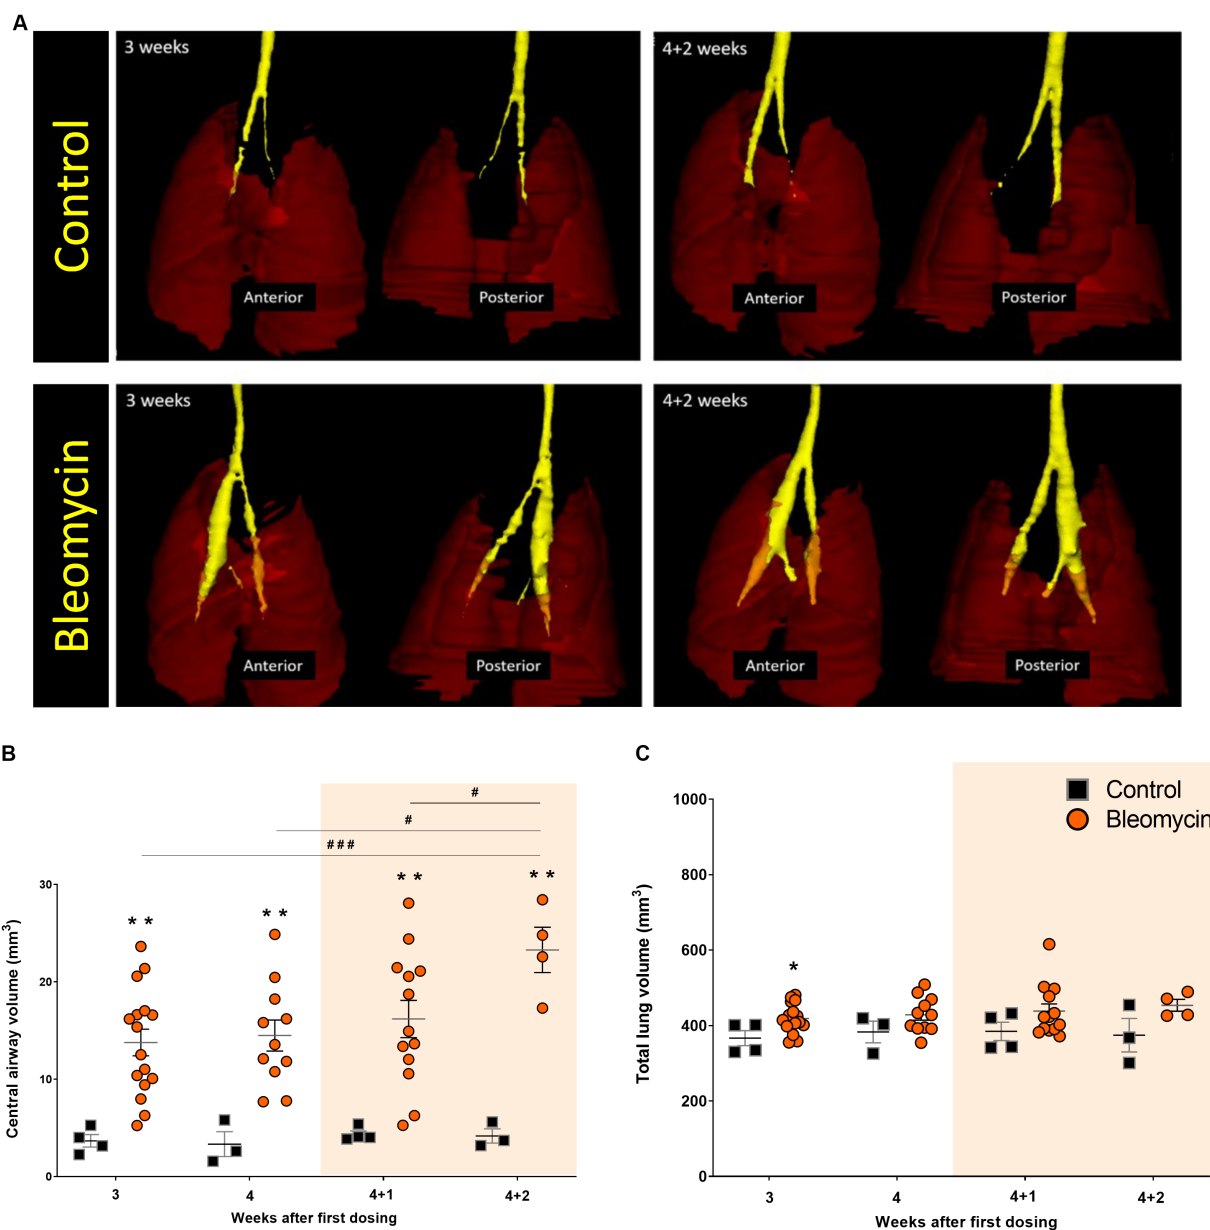 A
Control
3 weeks
Anterior
Posterior
4+2 weeks
Anterior
Posterior
Bleomycin
3 weeks
Anterior
Posterior
4+2 weeks
Anterior
Posterior
B
#
#
###
** ** ** **
Central airway volume (mm³)
30
20
10
0
3 4 4+1 4+2
Weeks after first dosing
C
Control
Bleomycin
*
Total lung volume (mm³)
1000
800
600
400
200
0
3 4 4+1 4+2
Weeks after first dosing